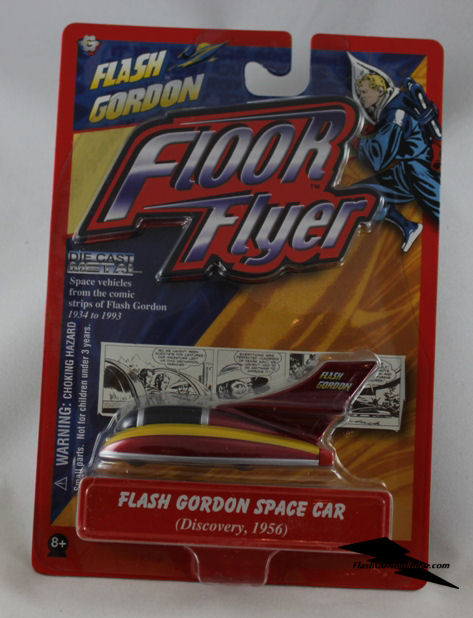 FLASH
GORDON
FLOOR
Flyer™
DIE CAST
METAL
Space vehicles
from the comic
strips of Flash Gordon
1934 to 1993
WARNING: CHOKING HAZARD
Small parts. Not for children under 3 years.
FLASH
GORDON
FLASH GORDON SPACE CAR
(Discovery, 1956)
8+